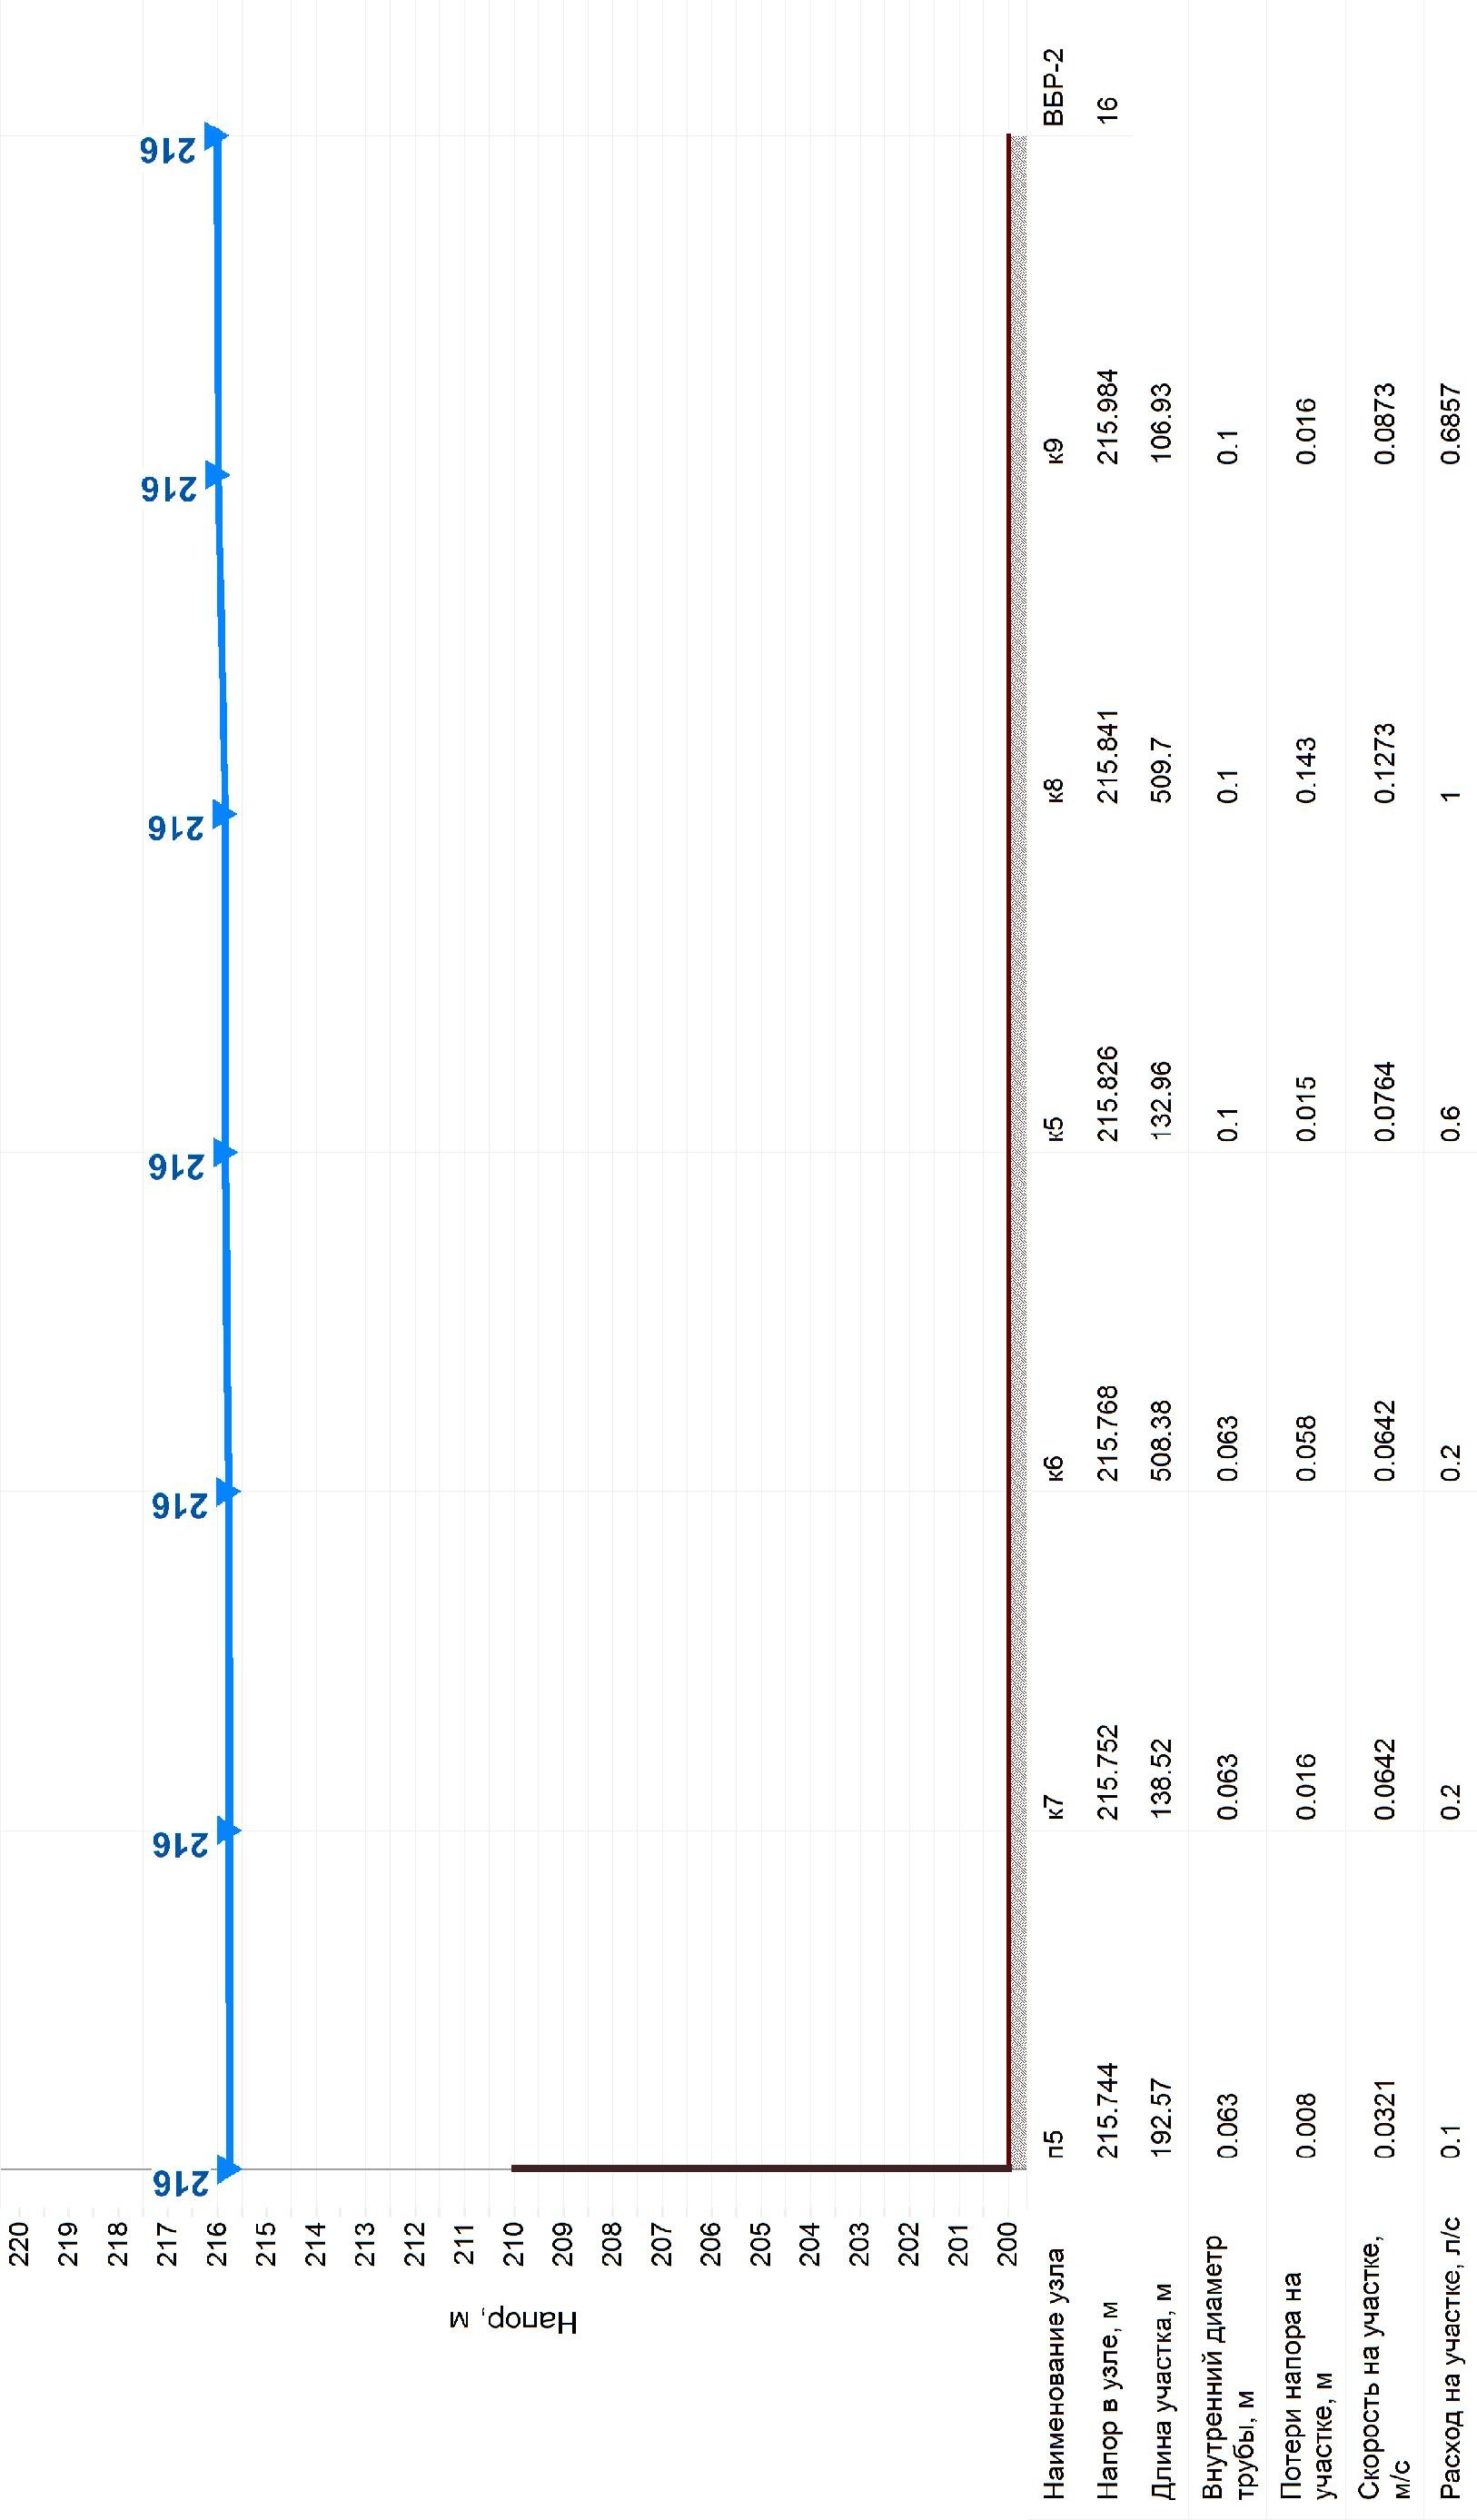 220
219
218
217
216
215
214
213
212
211
210
209
208
207
206
205
204
203
202
201
200
Напор, м
216 216 216 216 216 216 216
Наименование узла п5 к7 к6 к5 к8 к9 ВБР-2
Напор в узле, м 215.744 215.752 215.768 215.826 215.841 215.984 16
Длина участка, м 192.57 138.52 508.38 132.96 509.7 106.93
Внутренний диаметр
трубы, м 0.063 0.063 0.063 0.1 0.1 0.1
Потери напора на
участке, м 0.008 0.016 0.058 0.015 0.143 0.016
Скорость на участке,
м/с 0.0321 0.0642 0.0642 0.0764 0.1273 0.0873
Расход на участке, л/с 0.1 0.2 0.2 0.6 1 0.6857